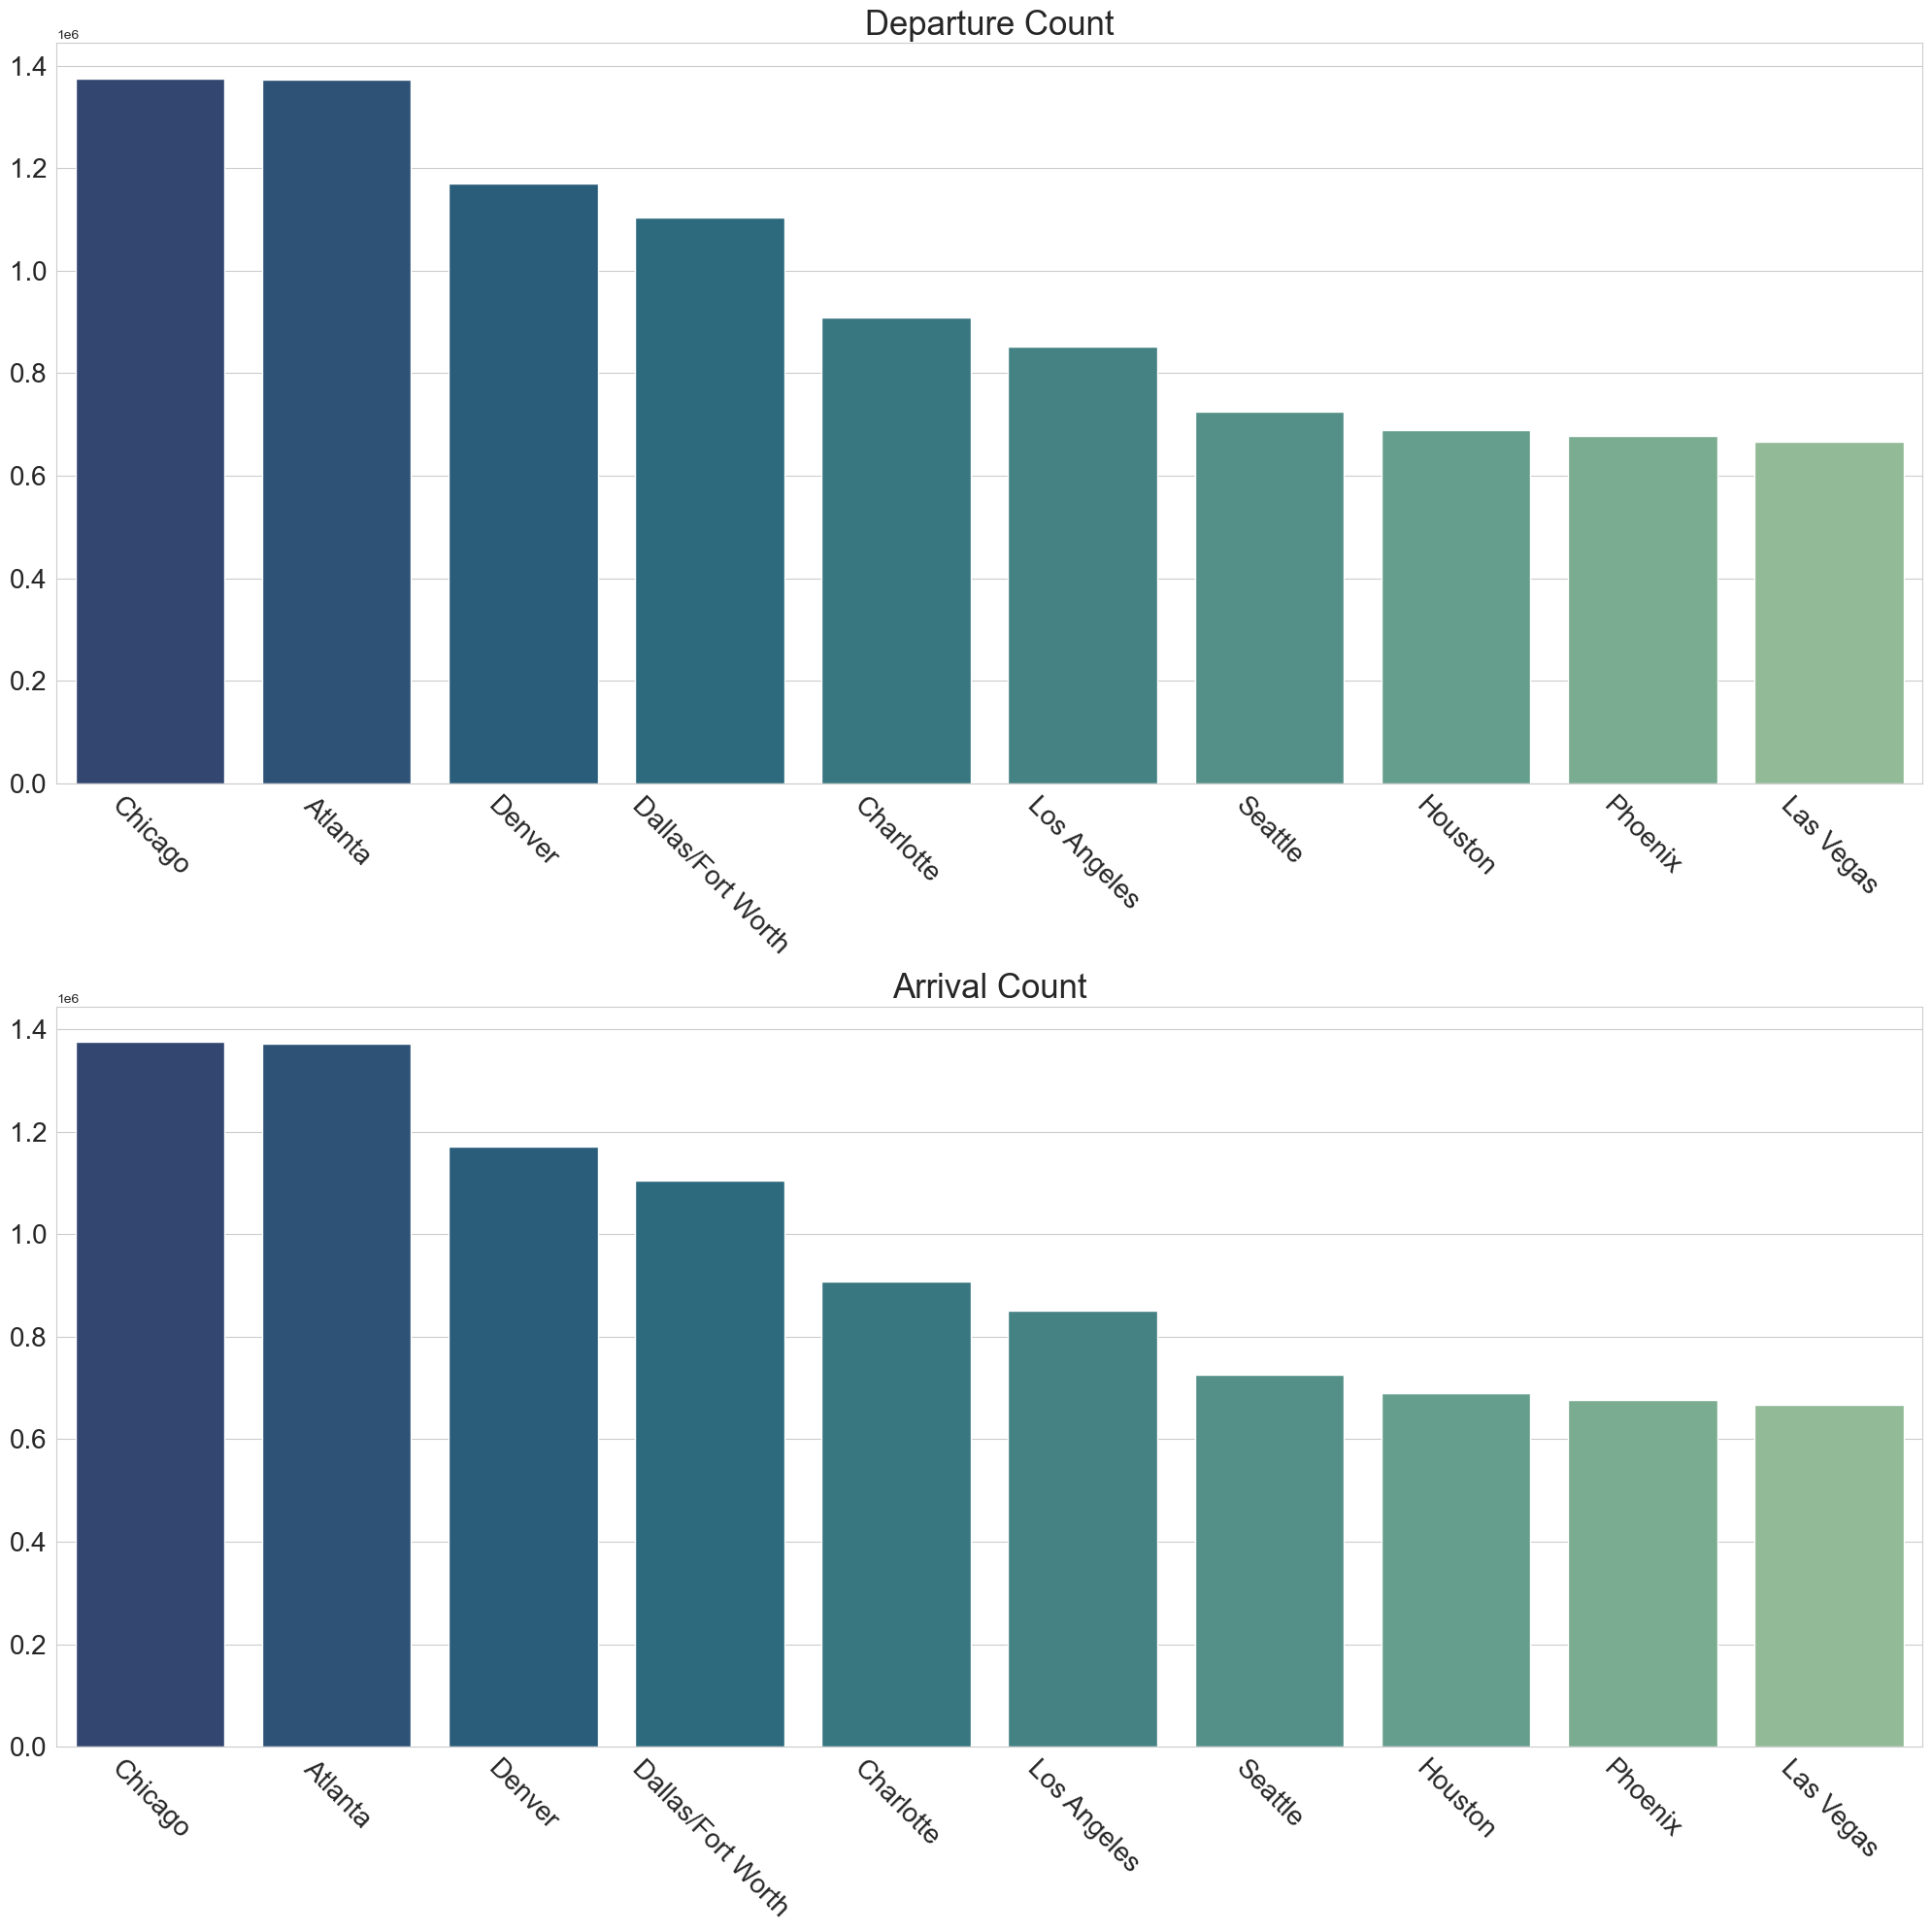 Departure Count
1e6
1.4
1.2
1.0
0.8
0.6
0.4
0.2
0.0
Chicago
Atlanta
Denver
Dallas/Fort Worth
Charlotte
Los Angeles
Seattle
Houston
Phoenix
Las Vegas
Arrival Count
1e6
1.4
1.2
1.0
0.8
0.6
0.4
0.2
0.0
Chicago
Atlanta
Denver
Dallas/Fort Worth
Charlotte
Los Angeles
Seattle
Houston
Phoenix
Las Vegas